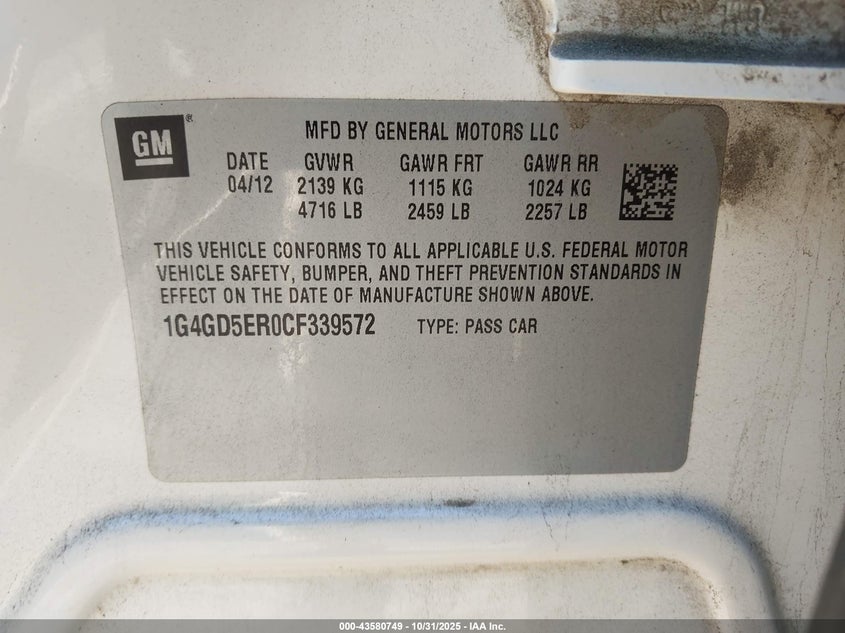 GM ®
MFD BY GENERAL MOTORS LLC
DATE GVWR GAWR FRT GAWR RR
04/12 2139 KG 1115 KG 1024 KG
4716 LB 2459 LB 2257 LB
THIS VEHICLE CONFORMS TO ALL APPLICABLE U.S. FEDERAL MOTOR
VEHICLE SAFETY, BUMPER, AND THEFT PREVENTION STANDARDS IN
EFFECT ON THE DATE OF MANUFACTURE SHOWN ABOVE.
1G4GD5ER0CF339572 TYPE: PASS CAR
000-43580749 - 10/31/2025 - IAA Inc.